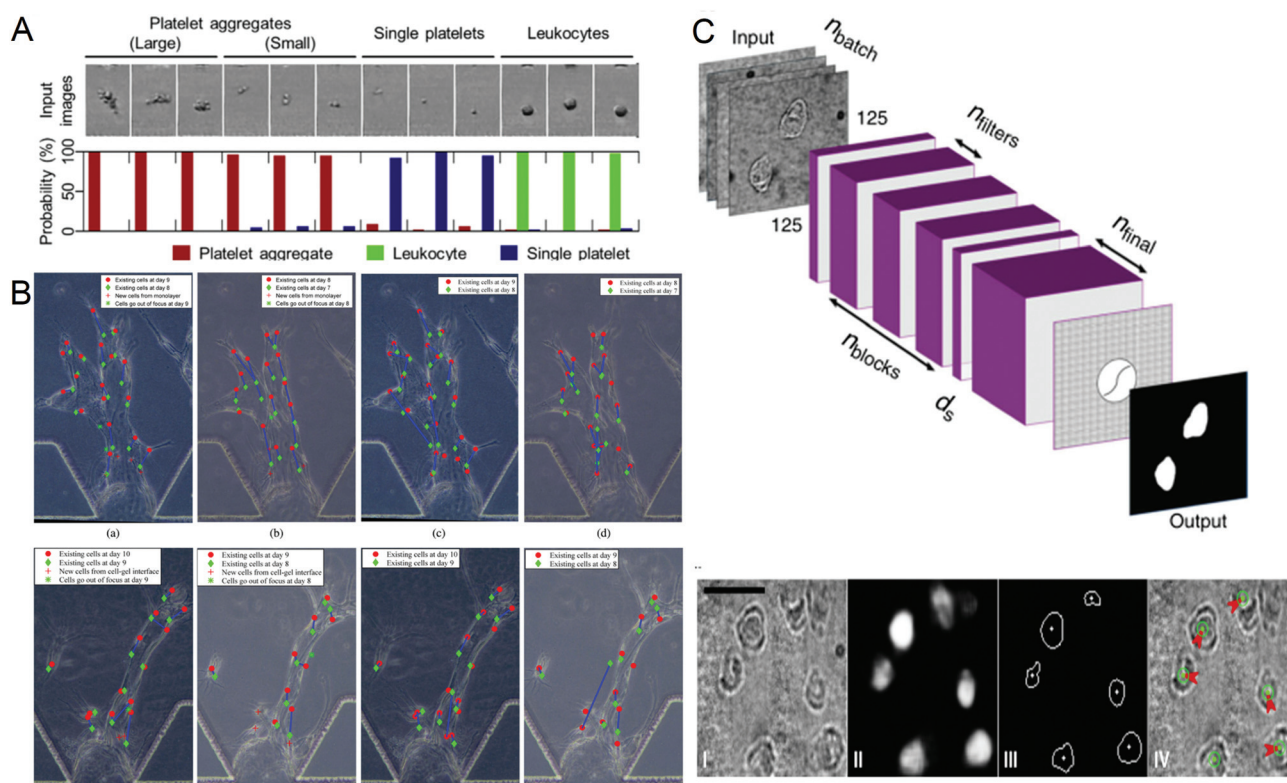 A
Platelet aggregates
(Large)
(Small)
Single platelets
Leukocytes
Input
images
Probability (%)
100
50
0
Platelet aggregate
Leukocyte
Single platelet
B
Existing cells at day 9
Existing cells at day 8
New cells from monolayer
Cells go out of focus at day 9
Existing cells at day 8
Existing cells at day 7
New cells from monolayer
Cells go out of focus at day 8
Existing cells at day 9
Existing cells at day 8
Existing cells at day 8
Existing cells at day 7
(a)
(b)
(c)
(d)
Existing cells at day 10
Existing cells at day 9
New cells from cell-gel interface
Cells go out of focus at day 9
Existing cells at day 9
Existing cells at day 8
New cells from cell-gel interface
Cells go out of focus at day 8
Existing cells at day 10
Existing cells at day 9
Existing cells at day 9
Existing cells at day 8
C
Input
nbatch
125
125
nfilters
nfinal
nblocks
ds
Output
I
II
III
IV